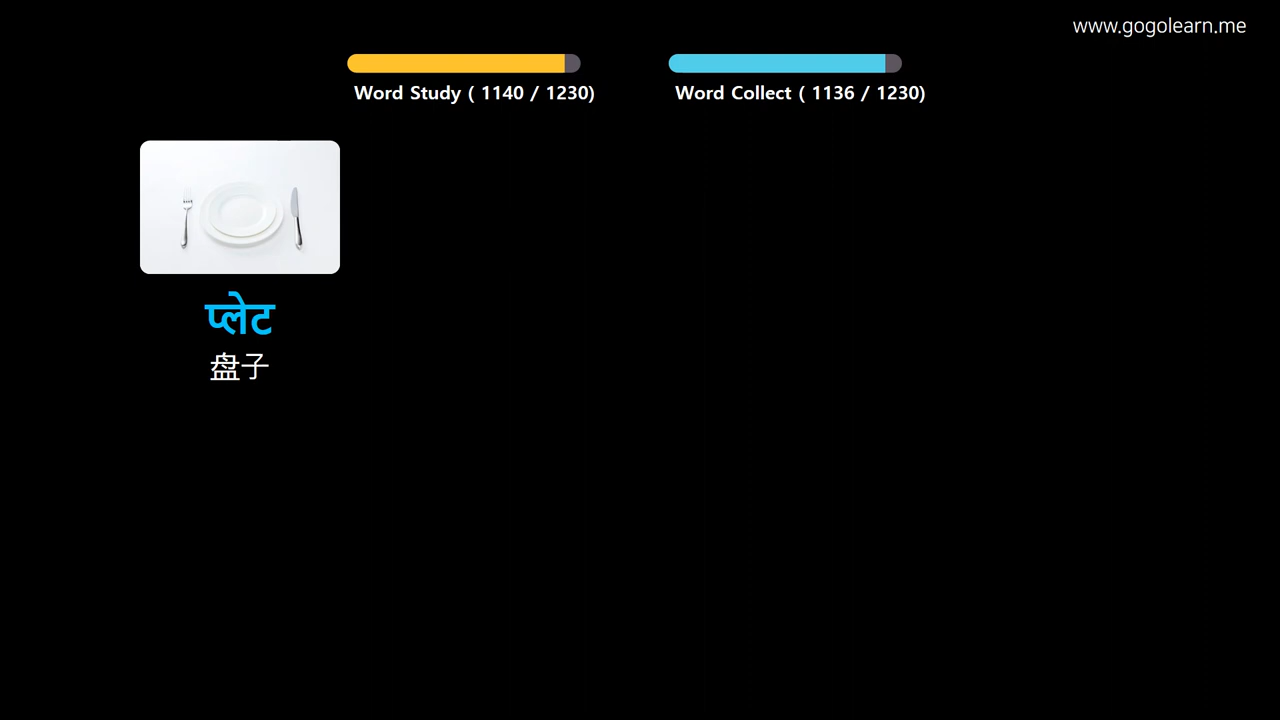 www.gogolearn.me
Word Study ( 1140 / 1230)
Word Collect ( 1136 / 1230)
प्लेट
盘子